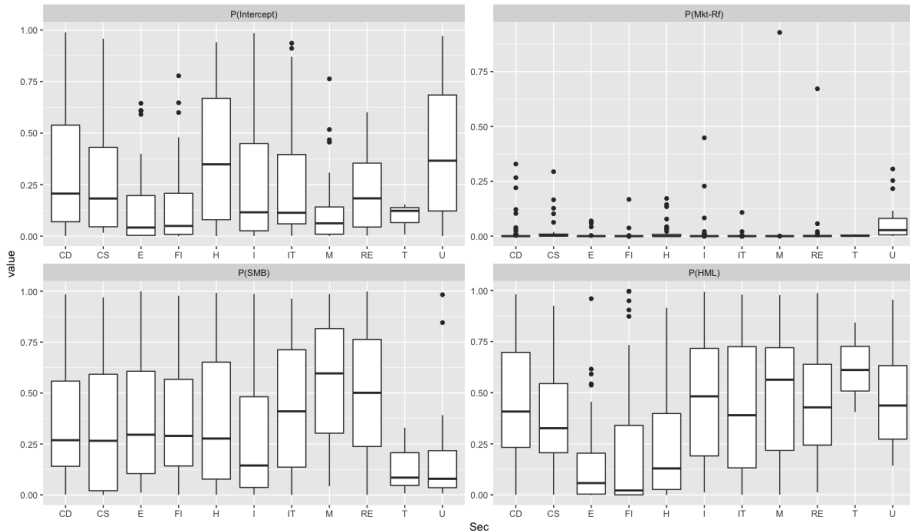 P(Intercept)
P(Mkt-Rf)
1.00
0.75
0.50
0.25
0.00
0.75
0.50
0.25
0.00
CD CS E FI H I IT M RE T U
CD CS E FI H I IT M RE T U
value
P(SMB)
P(HML)
1.00
0.75
0.50
0.25
0.00
1.00
0.75
0.50
0.25
0.00
CD CS E FI H I IT M RE T U
CD CS E FI H I IT M RE T U
Sec